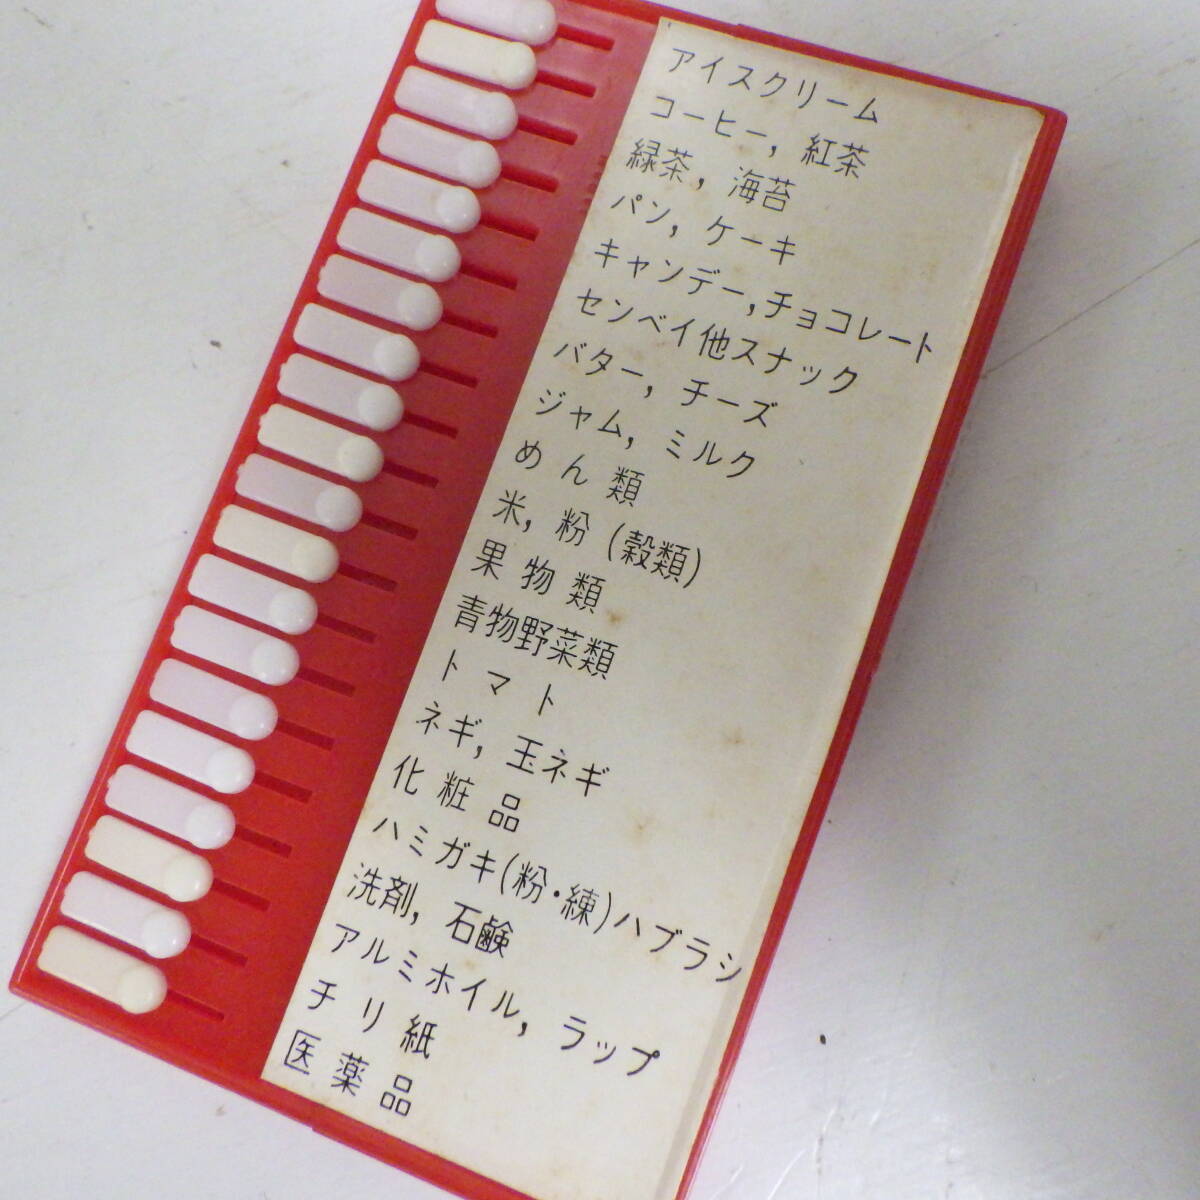 アイスクリーム
コーヒー, 紅茶
緑茶, 海苔
パン, ケーキ
キャンデー, チョコレート
センベイ他スナック
バター, チーズ
ジャム, ミルク
めん類
米, 粉 (穀類)
果物類
青物野菜類
トマト
ネギ, 玉ネギ
化粧品
ハミガキ(粉・練)ハブラシ
洗剤, 石鹸
アルミホイル, ラップ
チリ紙
医薬品